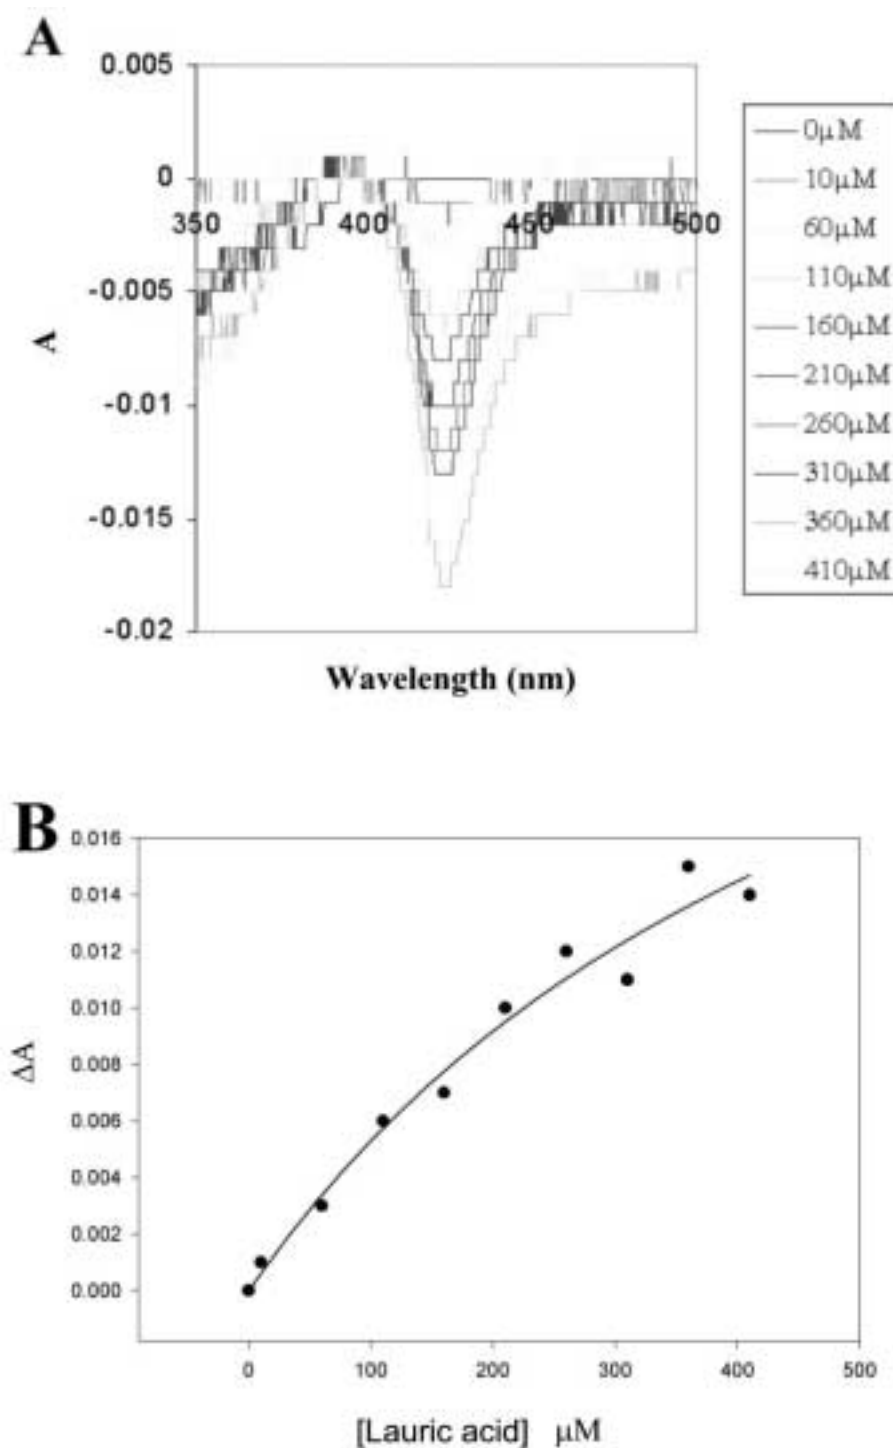 A
0.005
0
350 400 450 500
-0.005
-0.01
-0.015
-0.02
A
Wavelength (nm)
0µM
10µM
60µM
110µM
160µM
210µM
260µM
310µM
360µM
410µM
B
0.016
0.014
0.012
0.010
0.008
0.006
0.004
0.002
0.000
ΔA
0 100 200 300 400 500
[Lauric acid] µM